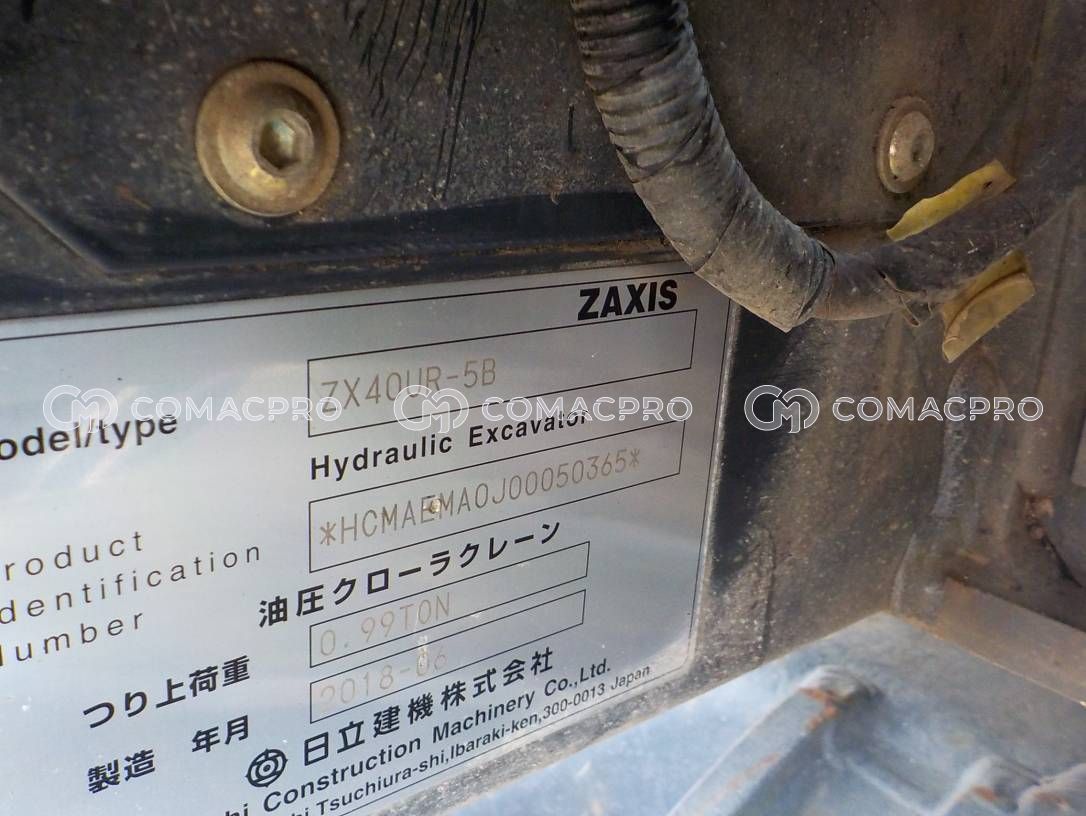 ZAXIS
odel/type ZX40UR-5B
COMACPRO COMACPRO COMACPRO
Hydraulic Excavator
roduct
dentification *HCMAEMA0J00050365*
umber
油圧クローラクレーン
つり上荷重 0.99TON
製造 年月 2018-06
日立建機株式会社
hi Construction Machinery Co.,Ltd.
hi Tsuchiura-shi,Ibaraki-ken,300-0013 Japan